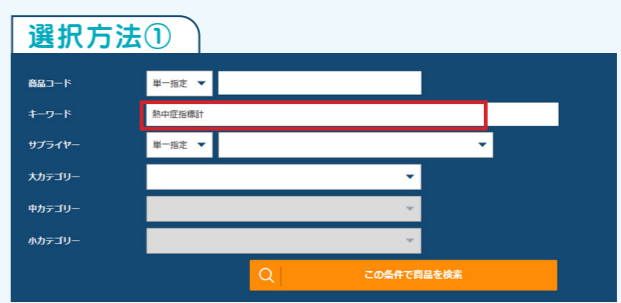 選択方法①
商品コード 単一指定
キーワード 熱中症指標計
サプライヤー 単一指定
大カテゴリー
中カテゴリー
小カテゴリー
この条件で商品を検索